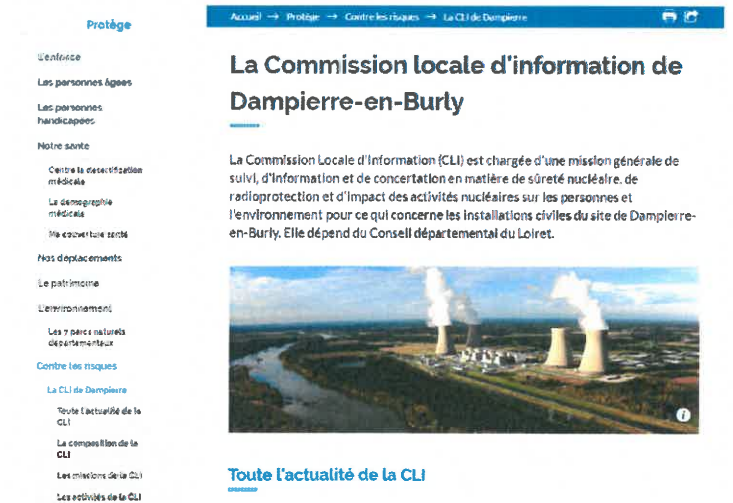 Protège
L'enfance
Les personnes âgées
Les personnes
handicapées
Notre santé
Contre la désertification
médicale
La démographie
médicale
Ma couverture santé
Nos déplacements
Le patrimoine
L'environnement
Les 7 parcs naturels
départementaux
Contre les risques
La CLI de Dampierre
Toute l'actualité de la
CLI
La composition de la
CLI
Les missions de la CLI
Les activités de la CLI
Accueil → Protège → Contre les risques → La CLI de Dampierre
La Commission locale d'information de
Dampierre-en-Burly
La Commission Locale d'Information (CLI) est chargée d'une mission générale de
suivi, d'information et de concertation en matière de sûreté nucléaire, de
radioprotection et d'impact des activités nucléaires sur les personnes et
l'environnement pour ce qui concerne les installations civiles du site de Dampierre-
en-Burly. Elle dépend du Conseil départemental du Loiret.
Toute l'actualité de la CLI